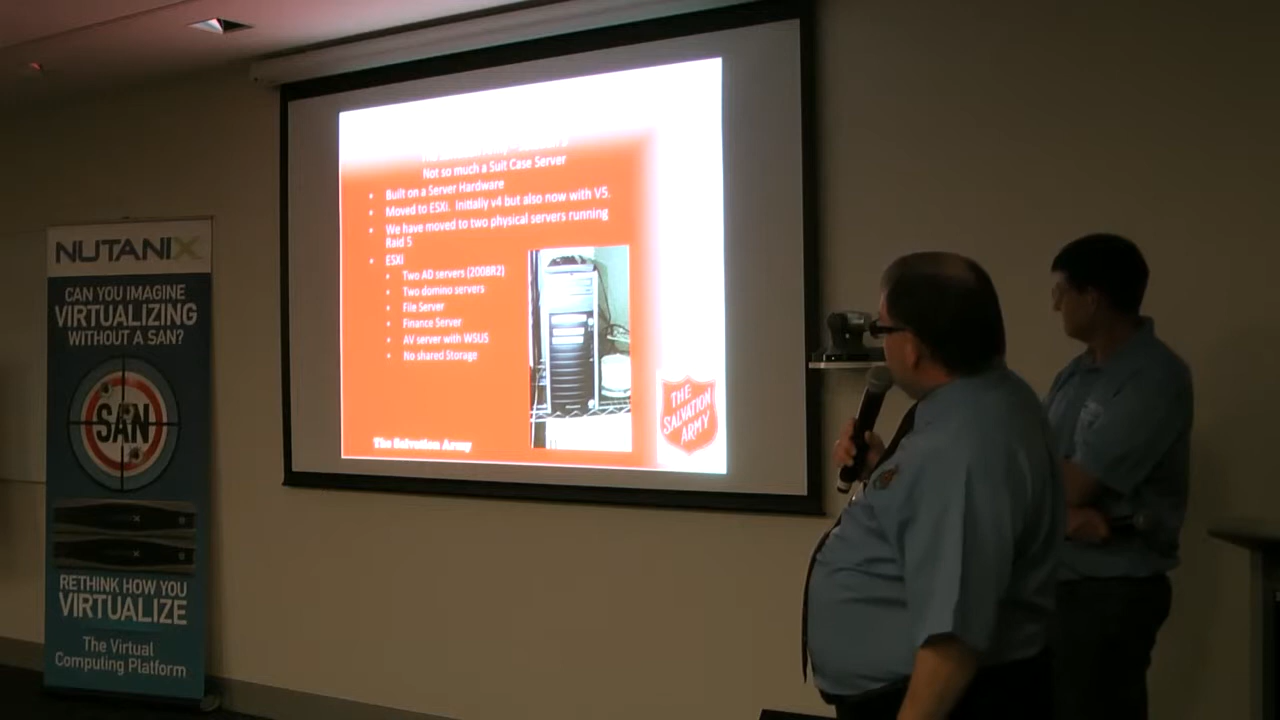 NUTANIX
CAN YOU IMAGINE
VIRTUALIZING
WITHOUT A SAN?
SAN
RETHINK HOW YOU
VIRTUALIZE
The Virtual
Computing Platform
Not so much a Suit Case Server
• Built on a Server Hardware
• Moved to ESXi. Initially v4 but also now with V5.
• We have moved to two physical servers running
Raid 5
• ESXi
• Two AD servers (2008R2)
• Two domino servers
• File Server
• Finance Server
• AV server with WSUS
• No shared Storage
The Salvation Army
THE
SALVATION
ARMY